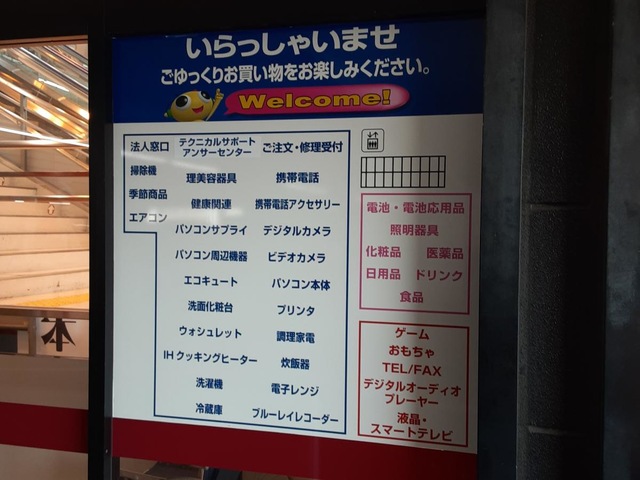 いらっしゃいませ
ごゆっくりお買い物をお楽しみください。
Welcome!
法人窓口
掃除機
季節商品
エアコン
テクニカルサポート
アンサーセンター
理美容器具
健康関連
パソコンサプライ
パソコン周辺機器
エコキュート
洗面化粧台
ウォシュレット
IHクッキングヒーター
洗濯機
冷蔵庫
ご注文・修理受付
携帯電話
携帯電話アクセサリー
デジタルカメラ
ビデオカメラ
パソコン本体
プリンタ
調理家電
炊飯器
電子レンジ
ブルーレイレコーダー
電池・電池応用品
照明器具
化粧品 医薬品
日用品 ドリンク
食品
ゲーム
おもちゃ
TEL/FAX
デジタルオーディオ
プレーヤー
液晶・
スマートテレビ
本